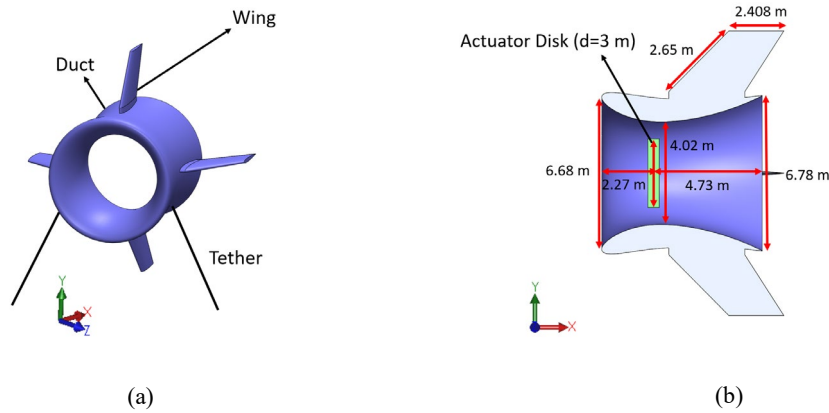 Wing
Duct
Tether
Y
X
Z
(a)
2.408 m
2.65 m
Actuator Disk (d=3 m)
4.02 m
6.68 m
2.27 m
4.73 m
6.78 m
Y
X
(b)